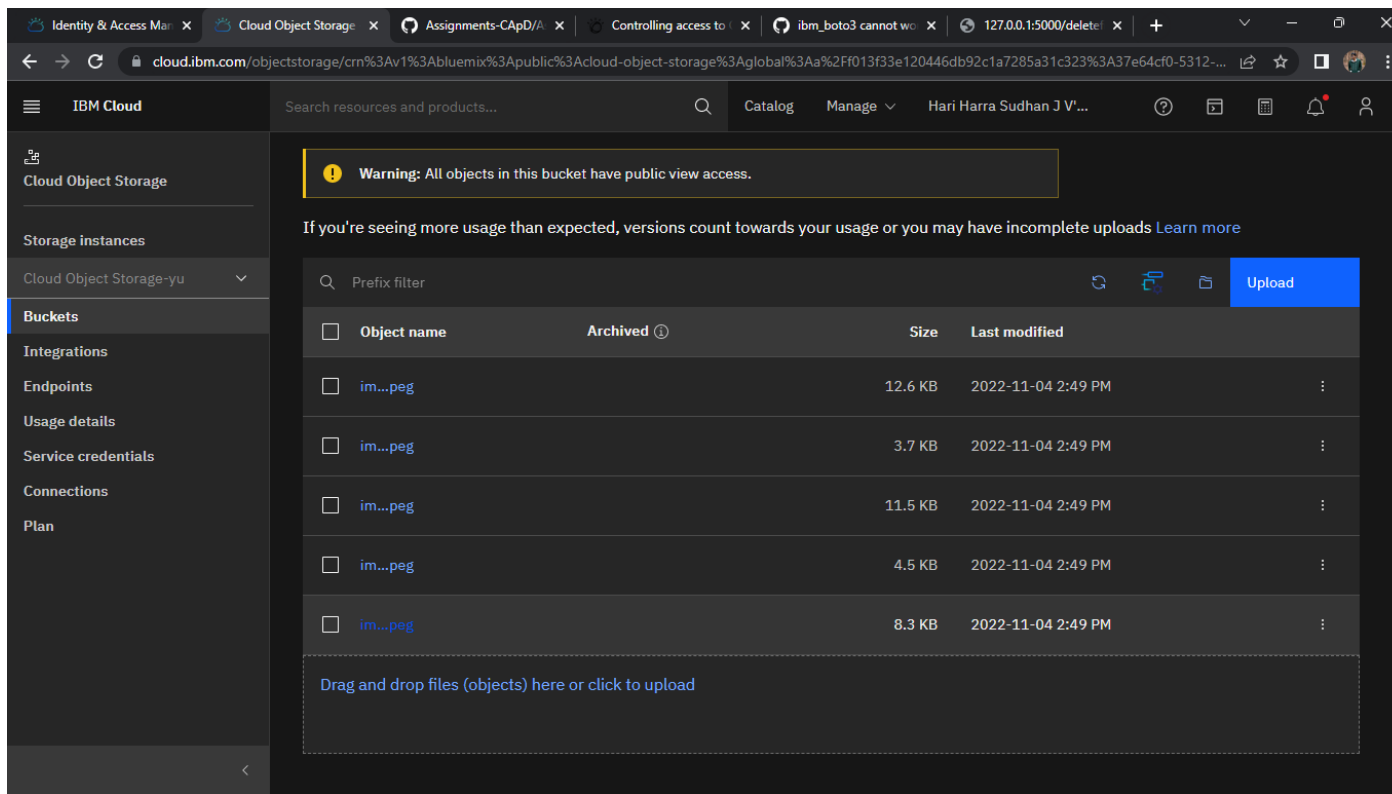 Identity & Access Man
Cloud Object Storage
Assignments-CApD/A
Controlling access to
ibm_boto3 cannot wo
127.0.0.1:5000/deletef
cloud.ibm.com/objectstorage/crn%3Av1%3Abluemix%3Apublic%3Acloud-object-storage%3Aglobal%3Aa%2Ff013f33e120446db92c1a7285a31c323%3A37e64cf0-5312-...
IBM Cloud
Search resources and products...
Catalog
Manage
Hari Harra Sudhan J V'...
Cloud Object Storage
Storage instances
Cloud Object Storage-yu
Buckets
Integrations
Endpoints
Usage details
Service credentials
Connections
Plan
Warning: All objects in this bucket have public view access.
If you're seeing more usage than expected, versions count towards your usage or you may have incomplete uploads Learn more
Prefix filter
Upload
Object name Archived Size Last modified
im...peg 12.6 KB 2022-11-04 2:49 PM
im...peg 3.7 KB 2022-11-04 2:49 PM
im...peg 11.5 KB 2022-11-04 2:49 PM
im...peg 4.5 KB 2022-11-04 2:49 PM
im...peg 8.3 KB 2022-11-04 2:49 PM
Drag and drop files (objects) here or click to upload